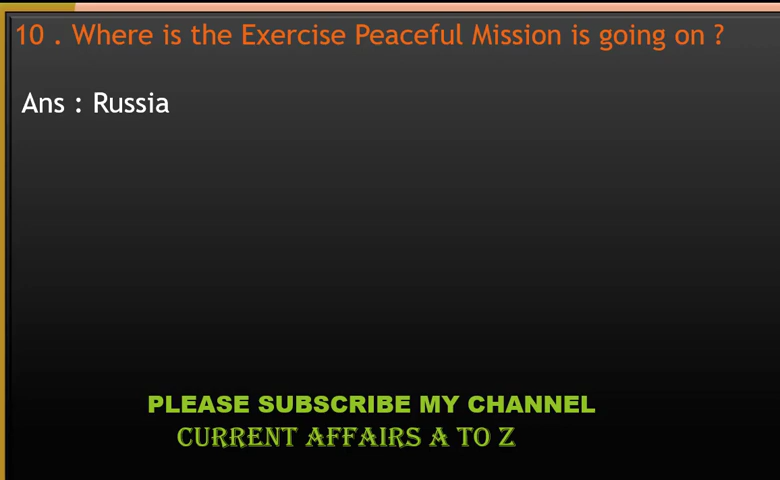 10 . Where is the Exercise Peaceful Mission is going on ?
Ans : Russia
PLEASE SUBSCRIBE MY CHANNEL
CURRENT AFFAIRS A TO Z